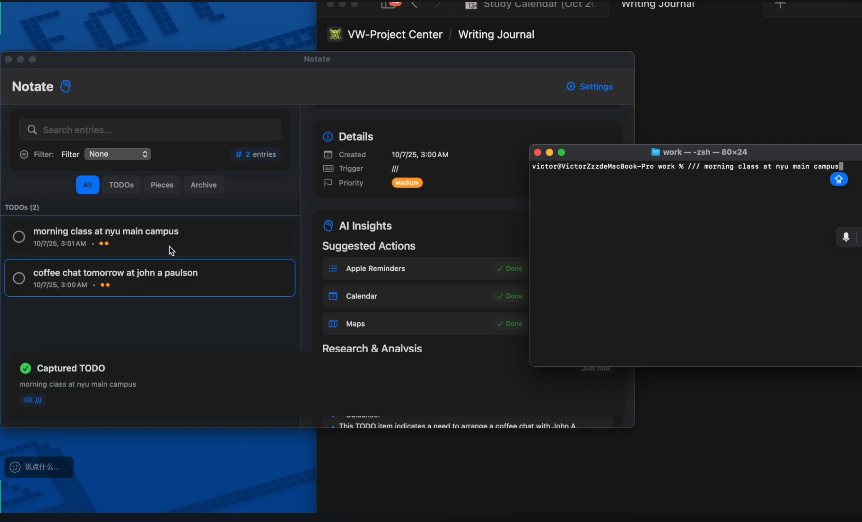 Study Calendar (Oct 2
Writing Journal
VW-Project Center / Writing Journal
Notate
Notate
Settings
Search entries...
Filter: Filter None
# 2 entries
All TODOs Pieces Archive
TODOs (2)
morning class at nyu main campus
10/7/25, 3:01 AM
coffee chat tomorrow at john a paulson
10/7/25, 3:00 AM
Captured TODO
morning class at nyu main campus
///
Details
Created 10/7/25, 3:00 AM
Trigger ///
Priority Medium
AI Insights
Suggested Actions
Apple Reminders ✓ Done
Calendar ✓ Done
Maps ✓ Done
Research & Analysis
Just now
This TODO item indicates a need to arrange a coffee chat with John A.
work — -zsh — 80×24
victor@VictorZzzdeMacBook-Pro work % /// morning class at nyu main campus
说点什么...